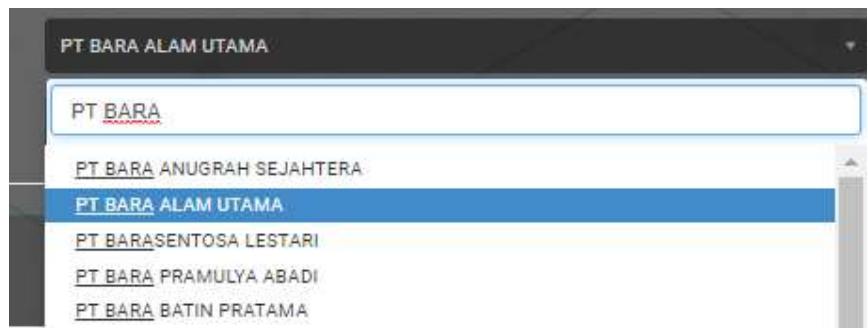 PT BARA ALAM UTAMA
PT BARA
PT BARA ANUGRAH SEJAHTERA
PT BARA ALAM UTAMA
PT BARASENTOSA LESTARI
PT BARA PRAMULYA ABADI
PT BARA BATIN PRATAMA